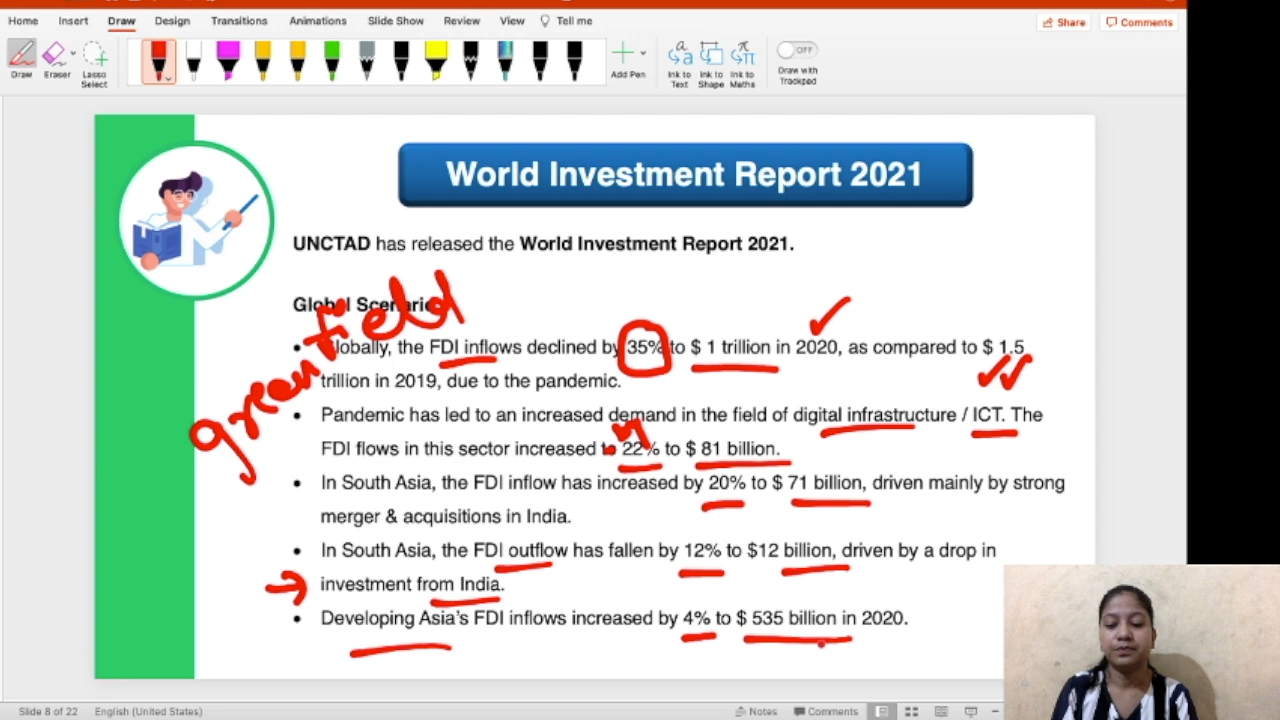 Home Insert Draw Design Transitions Animations Slide Show Review View Tell me Share Comments
Draw Eraser Lasso Select Add Pen Ink to Text Ink to Shape Ink to Maths OFF Draw with Trackpad
World Investment Report 2021
UNCTAD has released the World Investment Report 2021.
Global Scenario
greenfield
Globally, the FDI inflows declined by 35% to $ 1 trillion in 2020, as compared to $ 1.5
trillion in 2019, due to the pandemic.
Pandemic has led to an increased demand in the field of digital infrastructure / ICT. The
FDI flows in this sector increased to 22% to $ 81 billion.
In South Asia, the FDI inflow has increased by 20% to $ 71 billion, driven mainly by strong
merger & acquisitions in India.
In South Asia, the FDI outflow has fallen by 12% to $12 billion, driven by a drop in
investment from India.
Developing Asia's FDI inflows increased by 4% to $ 535 billion in 2020.
Slide 8 of 22 English (United States) Notes Comments